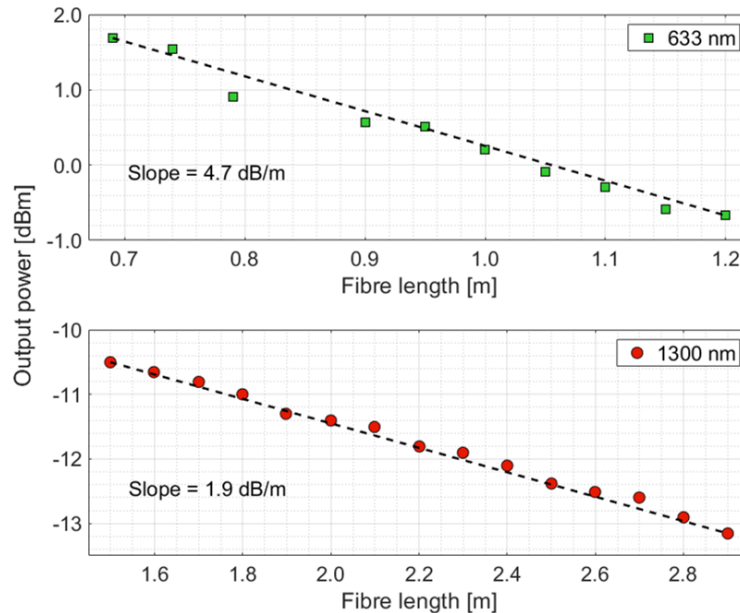 2.0
633 nm
1.0
0.0
Slope = 4.7 dB/m
-1.0
0.7 0.8 0.9 1.0 1.1 1.2
Fibre length [m]
Output power [dBm]
-10
1300 nm
-11
-12
Slope = 1.9 dB/m
-13
1.6 1.8 2.0 2.2 2.4 2.6 2.8
Fibre length [m]